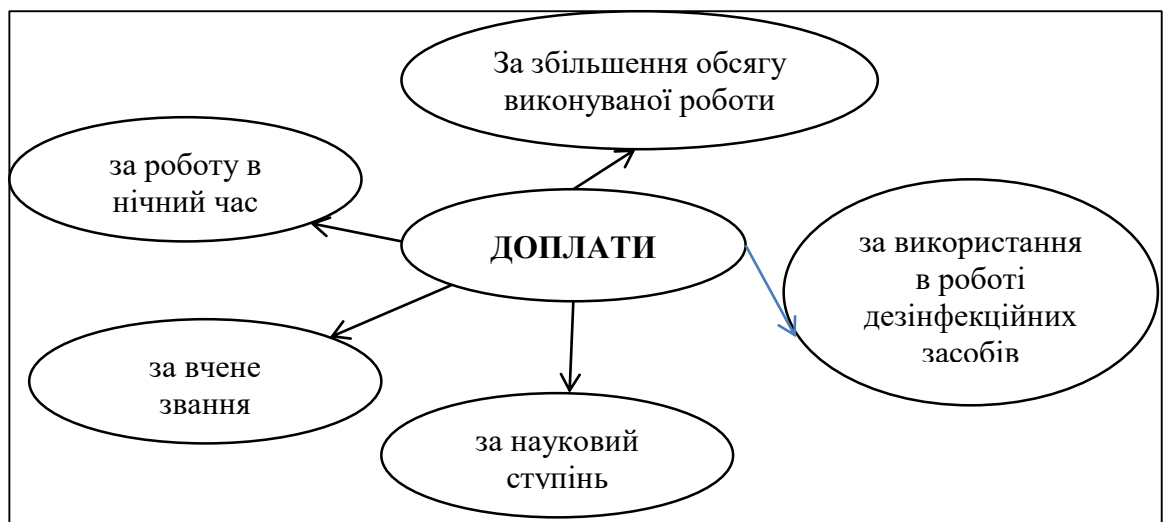 За збільшення обсягу
виконуваної роботи
за роботу в
нічний час
ДОПЛАТИ
за використання
в роботі
дезінфекційних
засобів
за вчене
звання
за науковий
ступінь